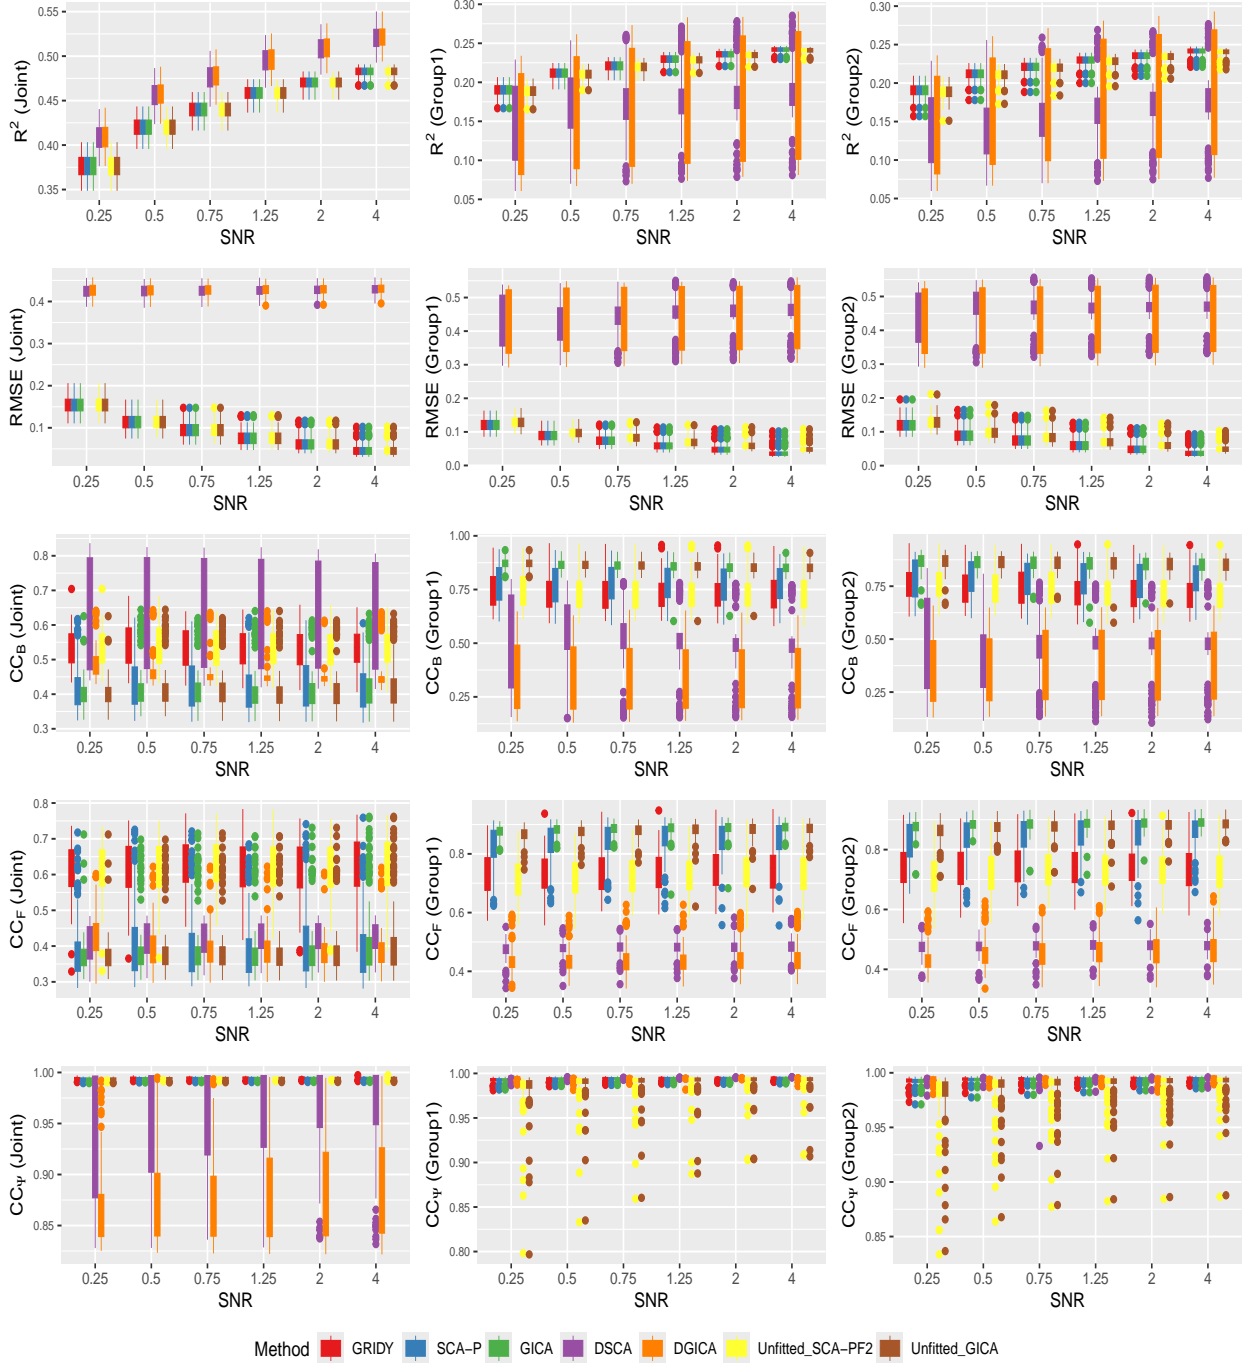 R² (Joint)
0.55
0.50
0.45
0.40
0.35
0.25 0.5 0.75 1.25 2 4
SNR
R² (Group1)
0.30
0.25
0.20
0.15
0.10
0.05
0.25 0.5 0.75 1.25 2 4
SNR
R² (Group2)
0.30
0.25
0.20
0.15
0.10
0.05
0.25 0.5 0.75 1.25 2 4
SNR
RMSE (Joint)
0.4
0.3
0.2
0.1
0.25 0.5 0.75 1.25 2 4
SNR
RMSE (Group1)
0.5
0.4
0.3
0.2
0.1
0.0
0.25 0.5 0.75 1.25 2 4
SNR
RMSE (Group2)
0.5
0.4
0.3
0.2
0.1
0.0
0.25 0.5 0.75 1.25 2 4
SNR
CC_B (Joint)
0.8
0.7
0.6
0.5
0.4
0.3
0.25 0.5 0.75 1.25 2 4
SNR
CC_B (Group1)
1.00
0.75
0.50
0.25
0.25 0.5 0.75 1.25 2 4
SNR
CC_B (Group2)
0.75
0.50
0.25
0.25 0.5 0.75 1.25 2 4
SNR
CC_F (Joint)
0.8
0.7
0.6
0.5
0.4
0.3
0.25 0.5 0.75 1.25 2 4
SNR
CC_F (Group1)
0.8
0.6
0.4
0.25 0.5 0.75 1.25 2 4
SNR
CC_F (Group2)
0.8
0.6
0.4
0.25 0.5 0.75 1.25 2 4
SNR
CC_Ψ (Joint)
1.00
0.95
0.90
0.85
0.25 0.5 0.75 1.25 2 4
SNR
CC_Ψ (Group1)
1.00
0.95
0.90
0.85
0.80
0.25 0.5 0.75 1.25 2 4
SNR
CC_Ψ (Group2)
1.00
0.95
0.90
0.85
0.25 0.5 0.75 1.25 2 4
SNR
Method GRIDY SCA−P GICA DSCA DGICA Unfitted_SCA−PF2 Unfitted_GICA